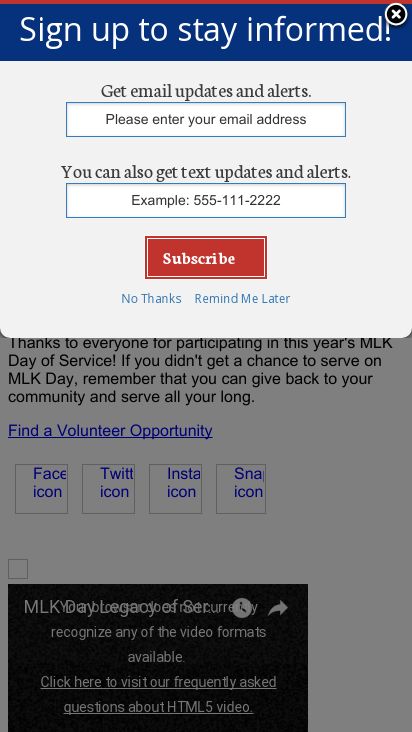 Sign up to stay informed!
Get email updates and alerts.
Please enter your email address
You can also get text updates and alerts.
Example: 555-111-2222
Subscribe
No Thanks Remind Me Later
Thanks to everyone for participating in this year's MLK
Day of Service! If you didn't get a chance to serve on
MLK Day, remember that you can give back to your
community and serve all your long.
Find a Volunteer Opportunity
Face Twitt Insta Snap
icon icon icon icon
MLK Day Legacy of Ser
Your browser does not currently
recognize any of the video formats
available.
Click here to visit our frequently asked
questions about HTML5 video.